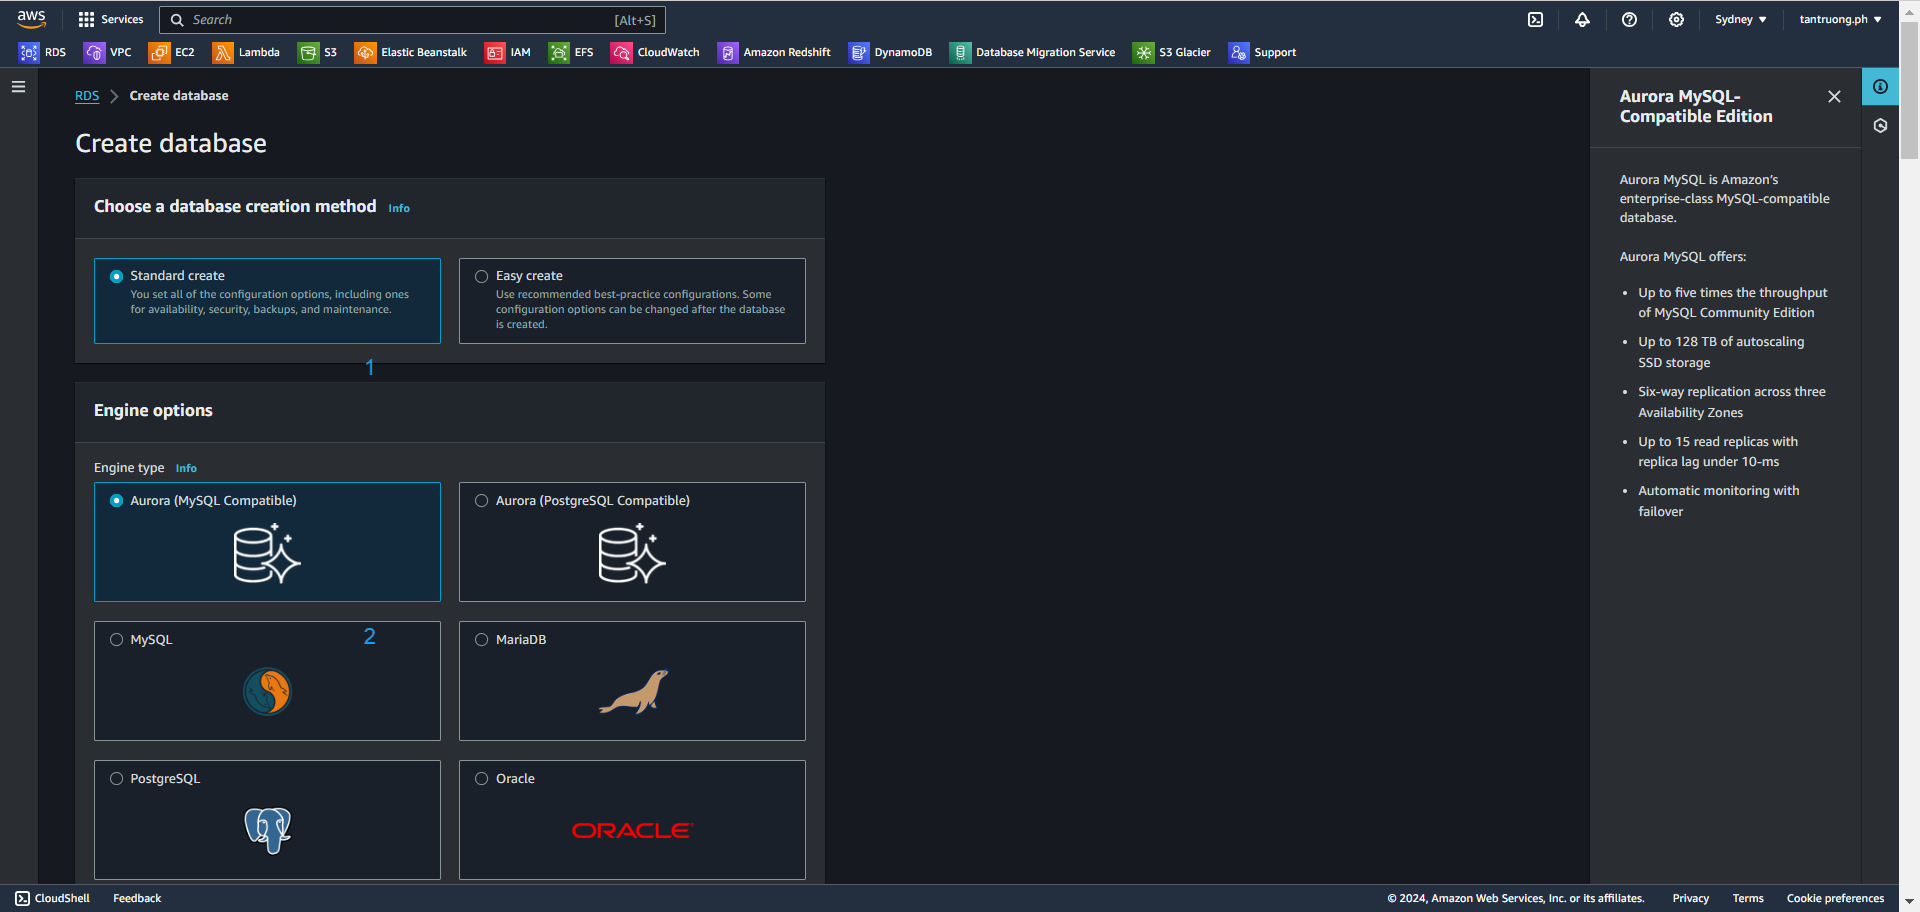 aws
Services
Search
[Alt+S]
Sydney
tantruong.ph
RDS
VPC
EC2
Lambda
S3
Elastic Beanstalk
IAM
EFS
CloudWatch
Amazon Redshift
DynamoDB
Database Migration Service
S3 Glacier
Support
RDS
Create database
Create database
Choose a database creation method Info
Standard create
You set all of the configuration options, including ones
for availability, security, backups, and maintenance.
Easy create
Use recommended best-practice configurations. Some
configuration options can be changed after the database
is created.
1
Engine options
Engine type Info
Aurora (MySQL Compatible)
Aurora (PostgreSQL Compatible)
MySQL
2
MariaDB
PostgreSQL
Oracle
ORACLE
Aurora MySQL-
Compatible Edition
Aurora MySQL is Amazon's
enterprise-class MySQL-compatible
database.
Aurora MySQL offers:
• Up to five times the throughput
of MySQL Community Edition
• Up to 128 TB of autoscaling
SSD storage
• Six-way replication across three
Availability Zones
• Up to 15 read replicas with
replica lag under 10-ms
• Automatic monitoring with
failover
CloudShell
Feedback
© 2024, Amazon Web Services, Inc. or its affiliates.
Privacy
Terms
Cookie preferences